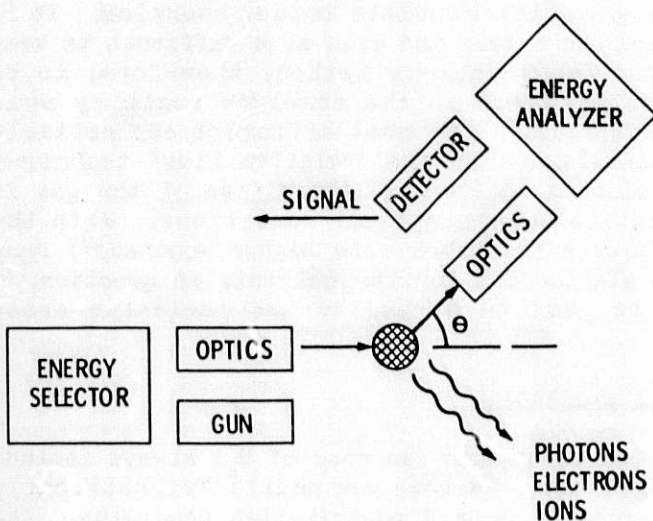 ENERGY
ANALYZER
DETECTOR
SIGNAL
OPTICS
ENERGY
SELECTOR
OPTICS
GUN
Θ
PHOTONS
ELECTRONS
IONS